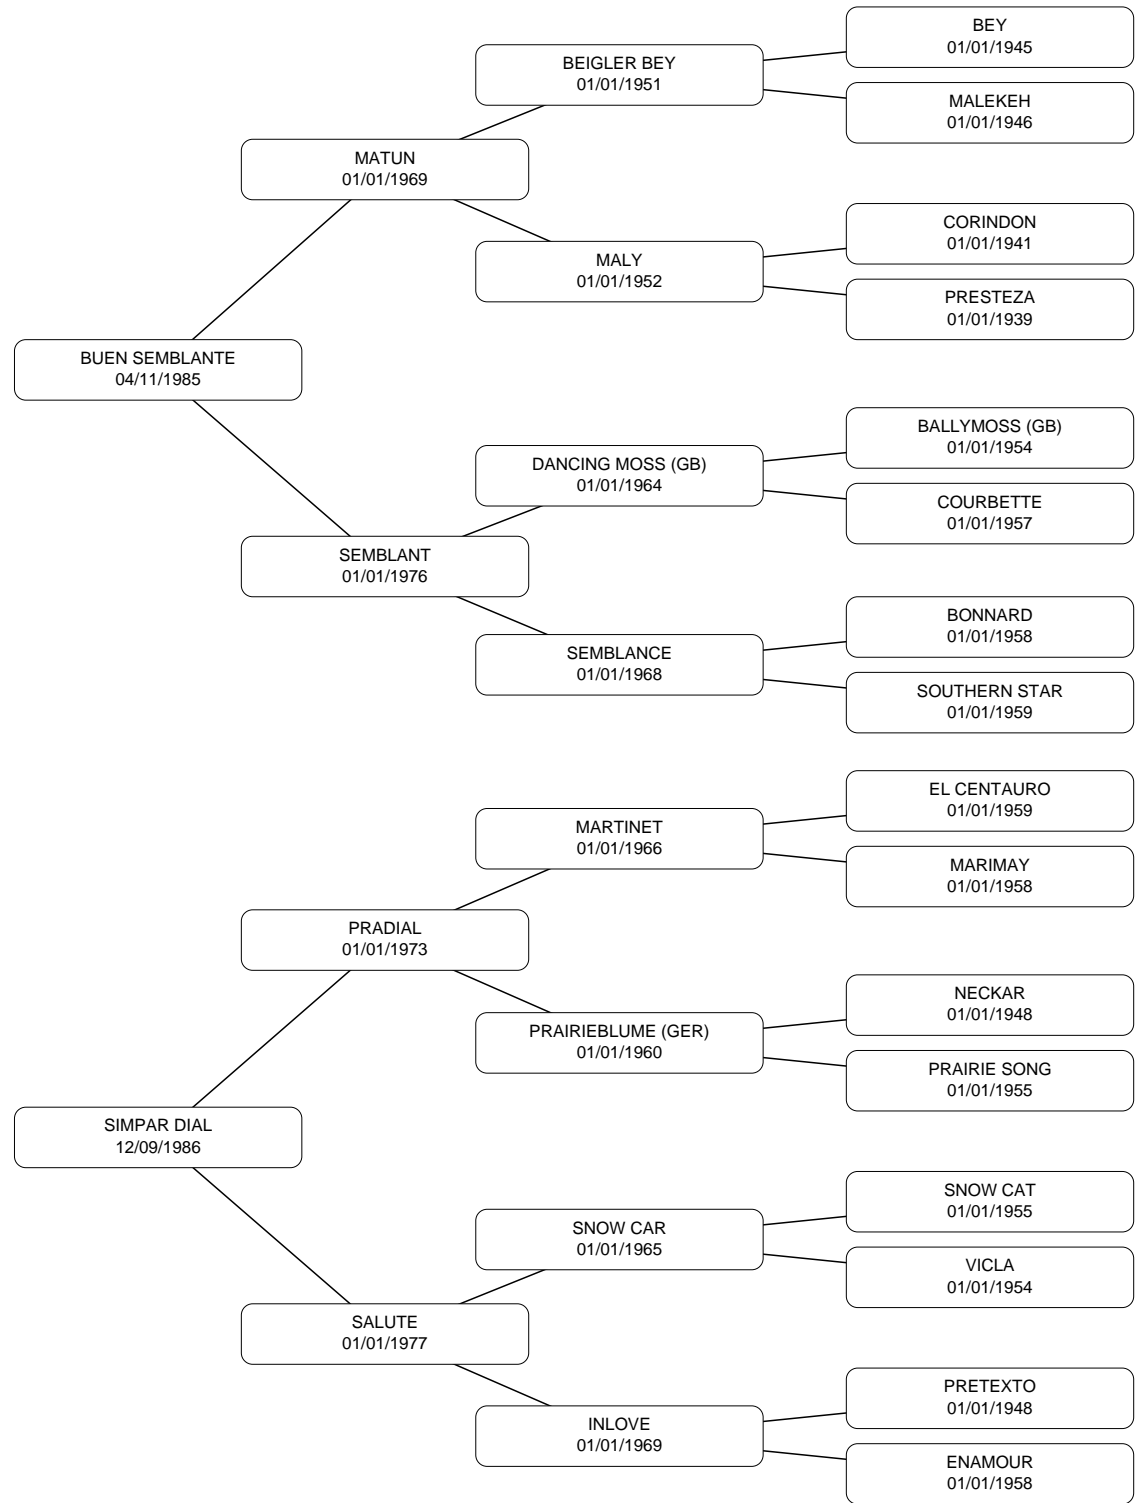 BEY
01/01/1945
BEIGLER BEY
01/01/1951
MALEKEH
01/01/1946
MATUN
01/01/1969
CORINDON
01/01/1941
MALY
01/01/1952
PRESTEZA
01/01/1939
BUEN SEMBLANTE
04/11/1985
BALLYMOSS (GB)
01/01/1954
DANCING MOSS (GB)
01/01/1964
COURBETTE
01/01/1957
SEMBLANT
01/01/1976
BONNARD
01/01/1958
SEMBLANCE
01/01/1968
SOUTHERN STAR
01/01/1959
EL CENTAURO
01/01/1959
MARTINET
01/01/1966
MARIMAY
01/01/1958
PRADIAL
01/01/1973
NECKAR
01/01/1948
PRAIRIEBLUME (GER)
01/01/1960
PRAIRIE SONG
01/01/1955
SIMPAR DIAL
12/09/1986
SNOW CAT
01/01/1955
SNOW CAR
01/01/1965
VICLA
01/01/1954
SALUTE
01/01/1977
PRETEXTO
01/01/1948
INLOVE
01/01/1969
ENAMOUR
01/01/1958